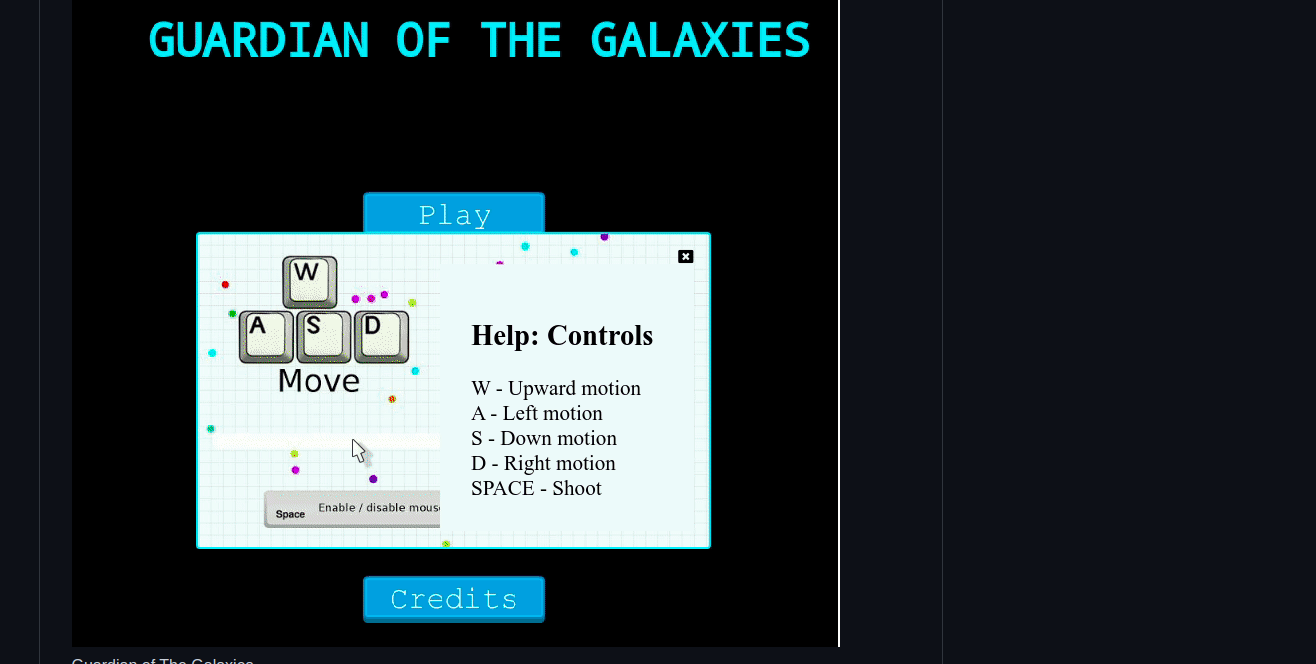 GUARDIAN OF THE GALAXIES
Play
W
A S D
Move
Space Enable / disable mous
Help: Controls
W - Upward motion
A - Left motion
S - Down motion
D - Right motion
SPACE - Shoot
Credits
Guardian of The Galaxies